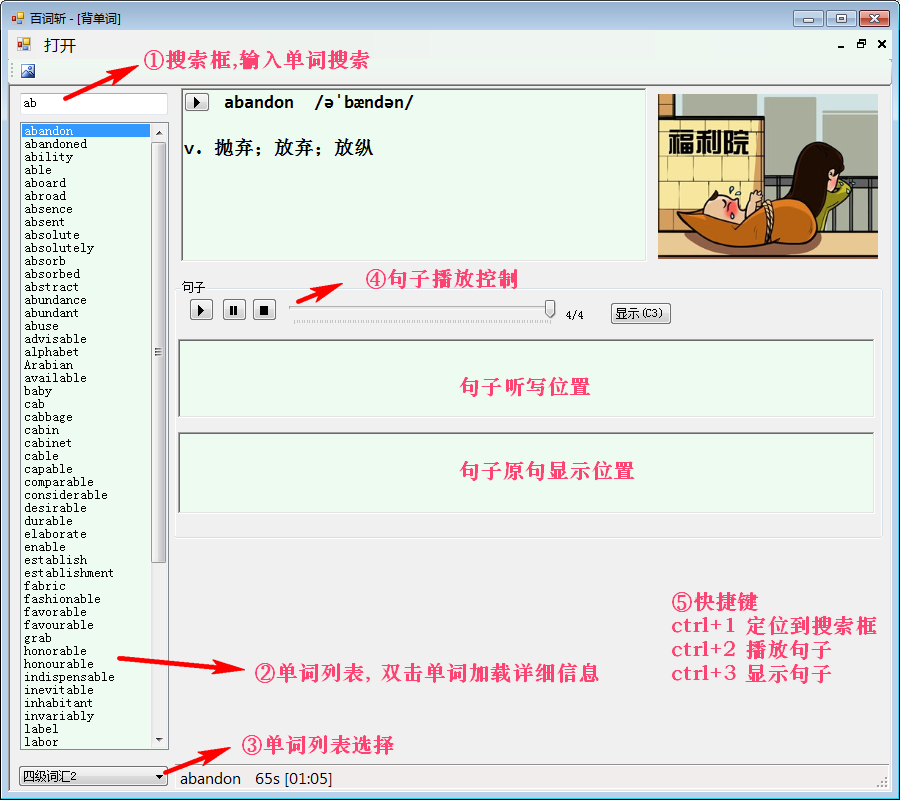 百词斩 - [背单词]
打开
①搜索框,输入单词搜索
ab
abandon /əˈbændən/
v. 抛弃; 放弃; 放纵
福利院
abandon
abandoned
ability
able
aboard
abroad
absence
absent
absolute
absolutely
absorb
absorbed
abstract
abundance
abundant
abuse
advisable
alphabet
Arabian
available
baby
cab
cabbage
cabin
cabinet
cable
capable
comparable
considerable
desirable
durable
elaborate
enable
establish
establishment
fabric
fashionable
favorable
favourable
grab
honorable
honourable
indispensable
inevitable
inhabitant
invariably
label
labor
④句子播放控制
句子
4/4
显示(C3)
句子听写位置
句子原句显示位置
⑤快捷键
ctrl+1 定位到搜索框
ctrl+2 播放句子
ctrl+3 显示句子
②单词列表, 双击单词加载详细信息
③单词列表选择
四级词汇2
abandon 65s [01:05]